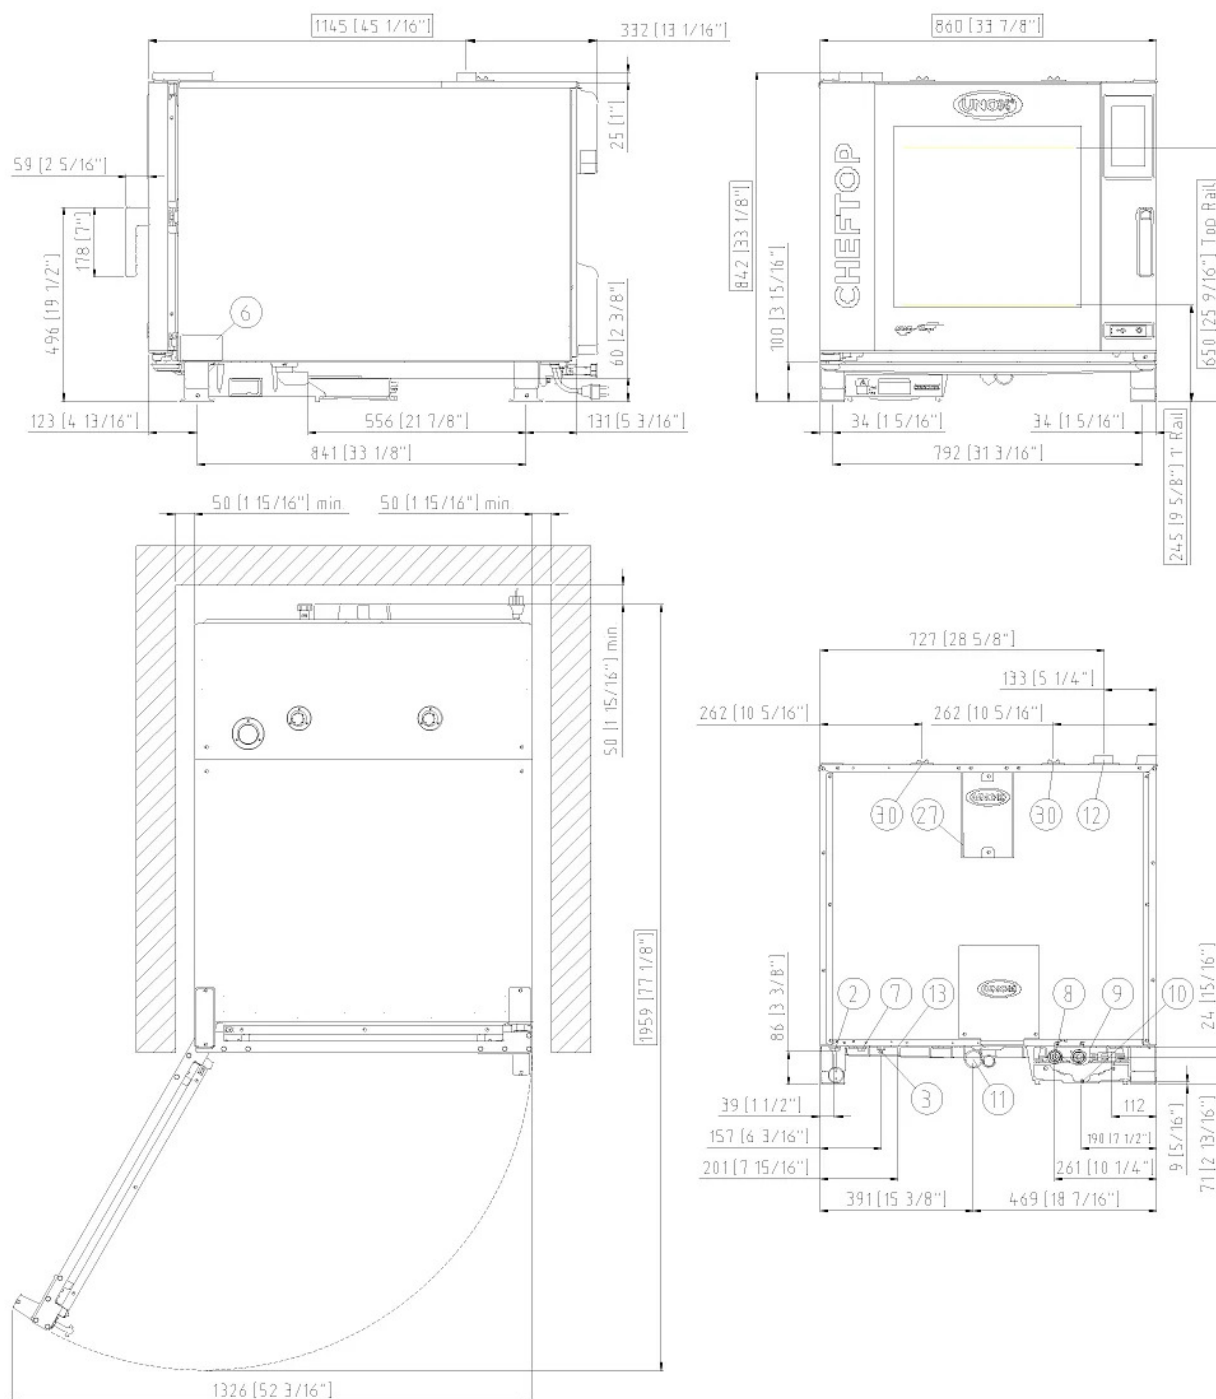 1145 [45 1/16"]
332 [13 1/16"]
25 [1"]
59 [2 5/16"]
178 [7"]
496 [19 1/2"]
6
60 [2 3/8"]
123 [4 13/16"]
556 [21 7/8"]
131 [5 3/16"]
841 [33 1/8"]
860 [33 7/8"]
UNOX
CHEFTOP
842 [33 1/8"]
100 [3 15/16"]
650 [25 9/16"] Top Rail
34 [1 5/16"]
34 [1 5/16"]
792 [31 3/16"]
245 [9 5/8"] 1' Rail
50 [1 15/16"] min.
50 [1 15/16"] min.
50 [1 15/16"] min.
1959 [77 1/8"]
1326 [52 3/16"]
727 [28 5/8"]
133 [5 1/4"]
262 [10 5/16"]
262 [10 5/16"]
30
27
30
12
UNOX
UNOX
86 [3 3/8"]
2
7
13
8
9
10
24 [15/16"]
3
11
39 [1 1/2"]
112
157 [6 3/16"]
190 [7 1/2"]
9 [5/16"]
201 [7 15/16"]
261 [10 1/4"]
71 [2 13/16"]
391 [15 3/8"]
469 [18 7/16"]